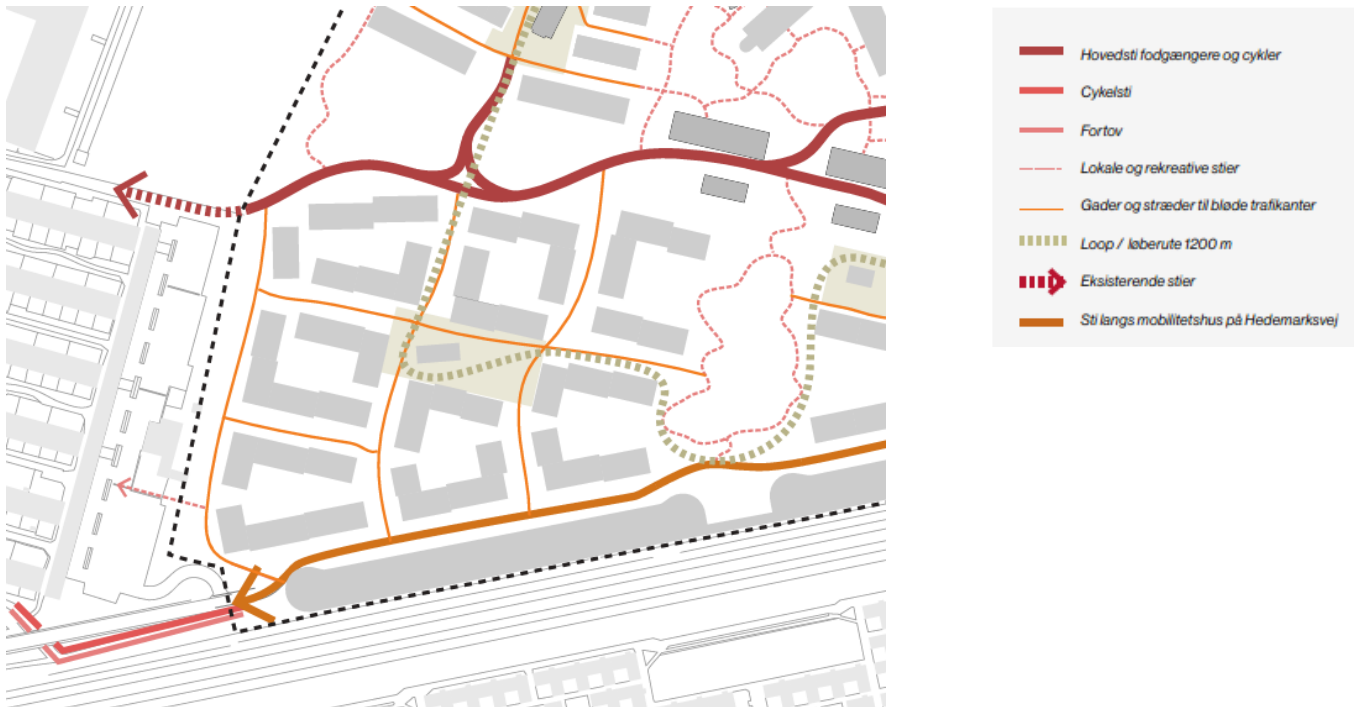 Hovedsti fodgængere og cykler
Cykelsti
Fortov
Lokale og rekreative stier
Gader og stræder til bløde trafikanter
Loop / løberute 1200 m
Eksisterende stier
Sti langs mobilitetshus på Hedemarksvej